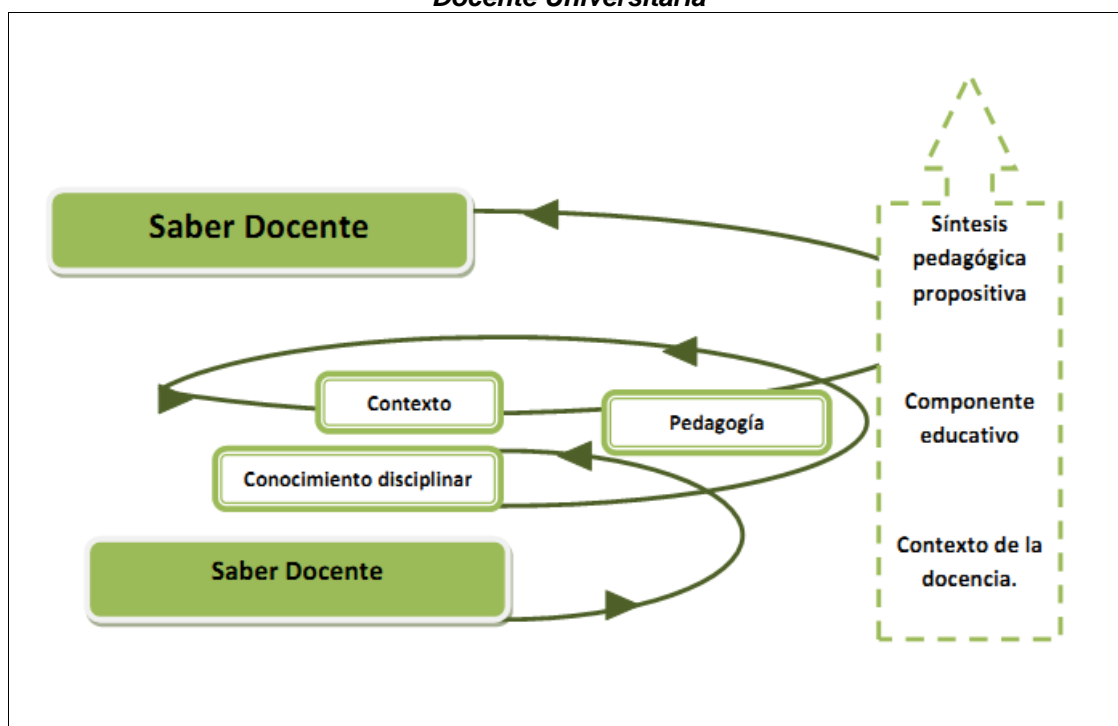 Docente Universitaria
Saber Docente
Síntesis
pedagógica
propositiva
Contexto
Pedagogía
Componente
educativo
Conocimiento disciplinar
Contexto de la
docencia.
Saber Docente